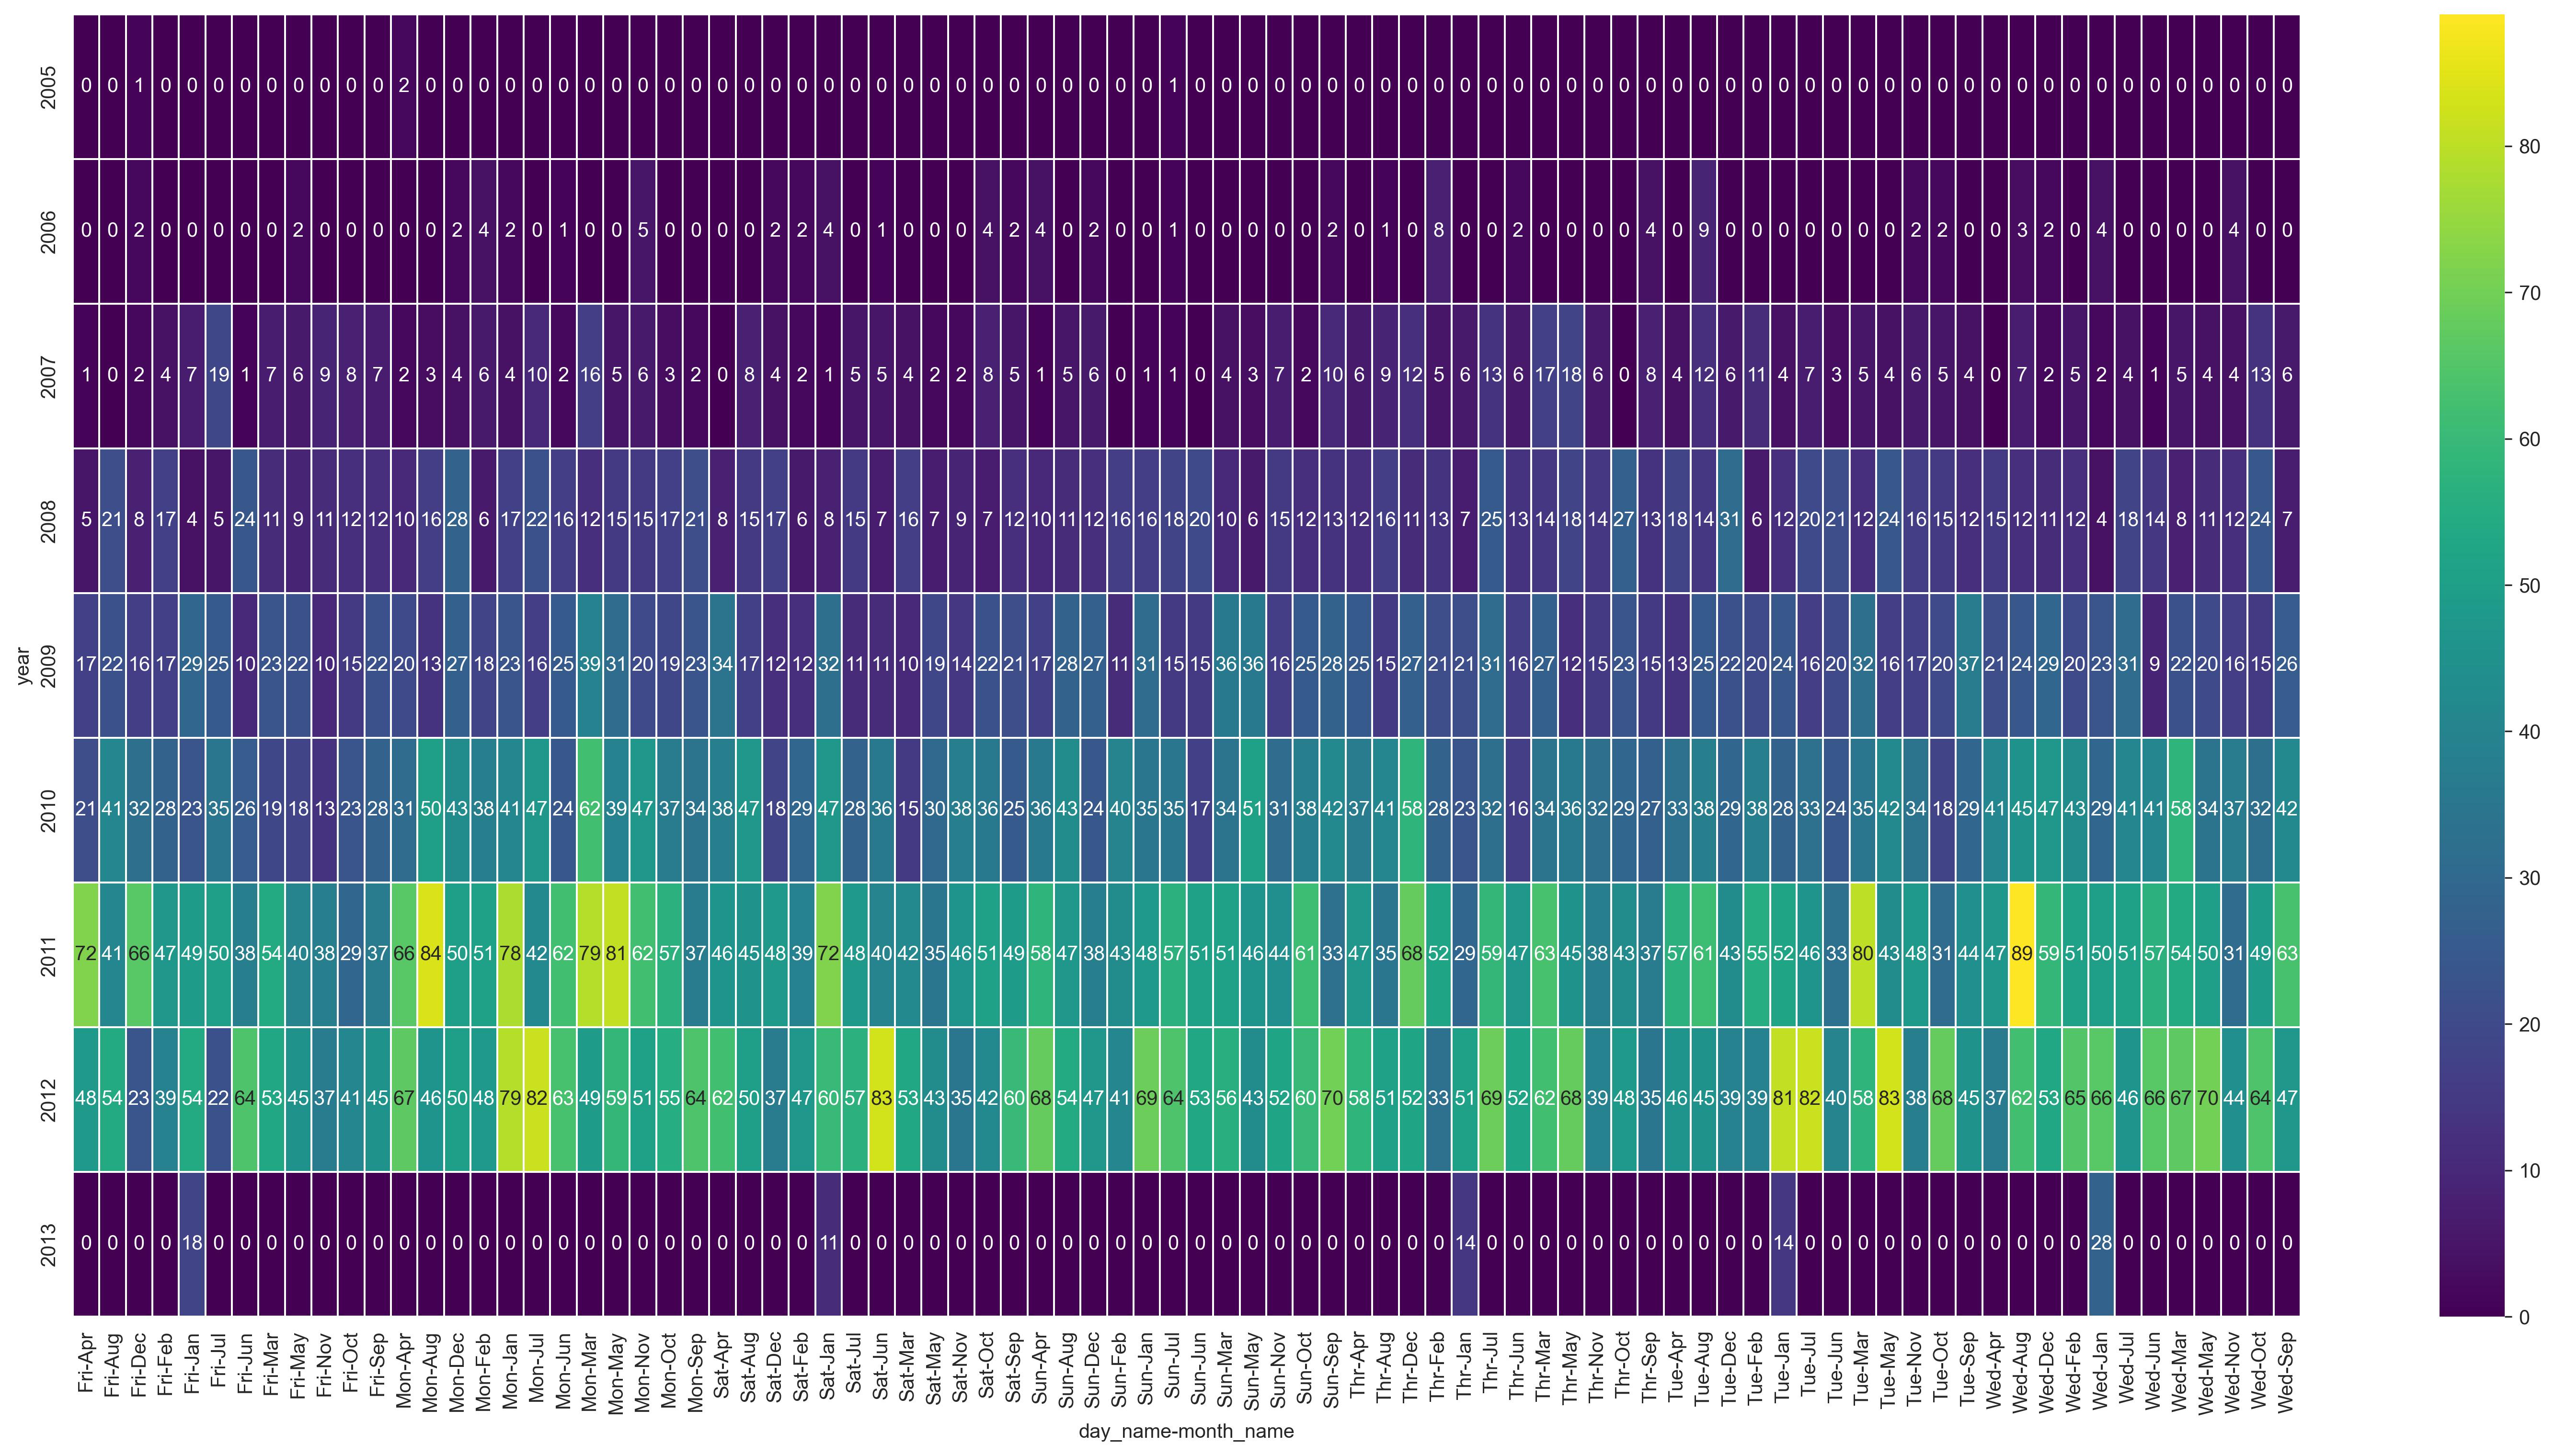 2005 0 0 1 0 0 0 0 0 0 0 0 0 2 0 0 0 0 0 0 0 0 0 0 0 0 0 0 0 0 0 0 0 0 0 0 0 0 0 0 0 0 1 0 0 0 0 0 0 0 0 0 0 0 0 0 0 0 0 0 0 0 0 0 0 0 0 0 0 0 0 0 0 0 0 0 0 0 0 0 0 0 0 0 0
2006 0 0 2 0 0 0 0 0 2 0 0 0 0 0 2 4 2 0 1 0 0 5 0 0 0 0 2 2 4 0 1 0 0 0 4 2 4 0 2 0 0 1 0 0 0 0 0 2 0 1 0 8 0 0 2 0 0 0 0 4 0 9 0 0 0 0 0 0 0 2 2 0 0 3 2 0 4 0 0 0 0 4 0 0
2007 1 0 2 4 7 19 1 7 6 9 8 7 2 3 4 6 4 10 2 16 5 6 3 2 0 8 4 2 1 5 5 4 2 2 8 5 1 5 6 0 1 1 0 4 3 7 2 10 6 9 12 5 6 13 6 17 18 6 0 8 4 12 6 11 4 7 3 5 4 6 5 4 0 7 2 5 2 4 1 5 4 4 13 6
2008 5 21 8 17 4 5 24 11 9 11 12 12 10 16 28 6 17 22 16 12 15 15 17 21 8 15 17 6 8 15 7 16 7 9 7 12 10 11 12 16 16 18 20 10 6 15 12 13 12 16 11 13 7 25 13 14 18 14 27 13 18 14 31 6 12 20 21 12 24 16 15 12 15 12 11 12 4 18 14 8 11 12 24 7
2009 17 22 16 17 29 25 10 23 22 10 15 22 20 13 27 18 23 16 25 39 31 20 19 23 34 17 12 12 32 11 11 10 19 14 22 21 17 28 27 11 31 15 15 36 36 16 25 28 25 15 27 21 21 31 16 27 12 15 23 15 13 25 22 20 24 16 20 32 16 17 20 37 21 24 29 20 23 31 9 22 20 16 15 26
2010 21 41 32 28 23 35 26 19 18 13 23 28 31 50 43 38 41 47 24 62 39 47 37 34 38 47 18 29 47 28 36 15 30 38 36 25 36 43 24 40 35 35 17 34 51 31 38 42 37 41 58 28 23 32 16 34 36 32 29 27 33 38 29 38 28 33 24 35 42 34 18 29 41 45 47 43 29 41 41 58 34 37 32 42
2011 72 41 66 47 49 50 38 54 40 38 29 37 66 84 50 51 78 42 62 79 81 62 57 37 46 45 48 39 72 48 40 42 35 46 51 49 58 47 38 43 48 57 51 51 46 44 61 33 47 35 68 52 29 59 47 63 45 38 43 37 57 61 43 55 52 46 33 80 43 48 31 44 47 89 59 51 50 51 57 54 50 31 49 63
2012 48 54 23 39 54 22 64 53 45 37 41 45 67 46 50 48 79 82 63 49 59 51 55 64 62 50 37 47 60 57 83 53 43 35 42 60 68 54 47 41 69 64 53 56 43 52 60 70 58 51 52 33 51 69 52 62 68 39 48 35 46 45 39 39 81 82 40 58 83 38 68 45 37 62 53 65 66 46 66 67 70 44 64 47
2013 0 0 0 0 18 0 0 0 0 0 0 0 0 0 0 0 0 0 0 0 0 0 0 0 0 0 0 0 11 0 0 0 0 0 0 0 0 0 0 0 0 0 0 0 0 0 0 0 0 0 0 0 14 0 0 0 0 0 0 0 0 0 0 0 14 0 0 0 0 0 0 0 0 0 0 0 28 0 0 0 0 0 0 0
year
Fri-Apr Fri-Aug Fri-Dec Fri-Feb Fri-Jan Fri-Jul Fri-Jun Fri-Mar Fri-May Fri-Nov Fri-Oct Fri-Sep Mon-Apr Mon-Aug Mon-Dec Mon-Feb Mon-Jan Mon-Jul Mon-Jun Mon-Mar Mon-May Mon-Nov Mon-Oct Mon-Sep Sat-Apr Sat-Aug Sat-Dec Sat-Feb Sat-Jan Sat-Jul Sat-Jun Sat-Mar Sat-May Sat-Nov Sat-Oct Sat-Sep Sun-Apr Sun-Aug Sun-Dec Sun-Feb Sun-Jan Sun-Jul Sun-Jun Sun-Mar Sun-May Sun-Nov Sun-Oct Sun-Sep Thr-Apr Thr-Aug Thr-Dec Thr-Feb Thr-Jan Thr-Jul Thr-Jun Thr-Mar Thr-May Thr-Nov Thr-Oct Thr-Sep Tue-Apr Tue-Aug Tue-Dec Tue-Feb Tue-Jan Tue-Jul Tue-Jun Tue-Mar Tue-May Tue-Nov Tue-Oct Tue-Sep Wed-Apr Wed-Aug Wed-Dec Wed-Feb Wed-Jan Wed-Jul Wed-Jun Wed-Mar Wed-May Wed-Nov Wed-Oct Wed-Sep
day_name-month_name
80
70
60
50
40
30
20
10
0